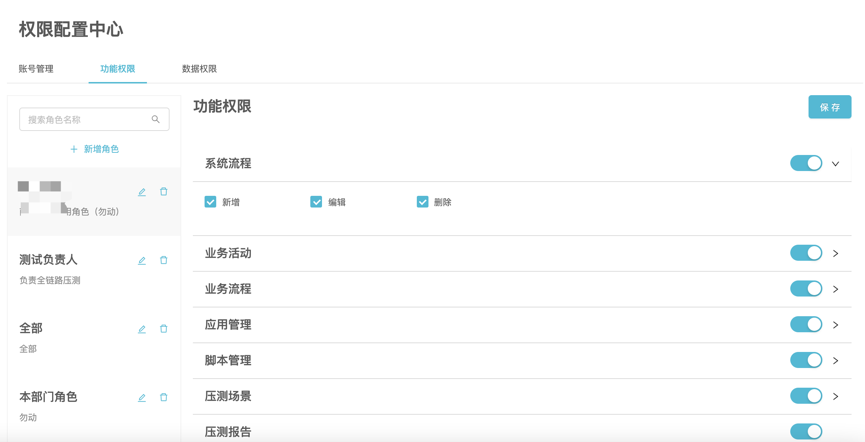 权限配置中心
账号管理 功能权限 数据权限
搜索角色名称
+ 新增角色
用角色（勿动）
测试负责人
负责全链路压测
全部
全部
本部门角色
勿动
功能权限
保存
系统流程
新增 编辑 删除
业务活动
业务流程
应用管理
脚本管理
压测场景
压测报告